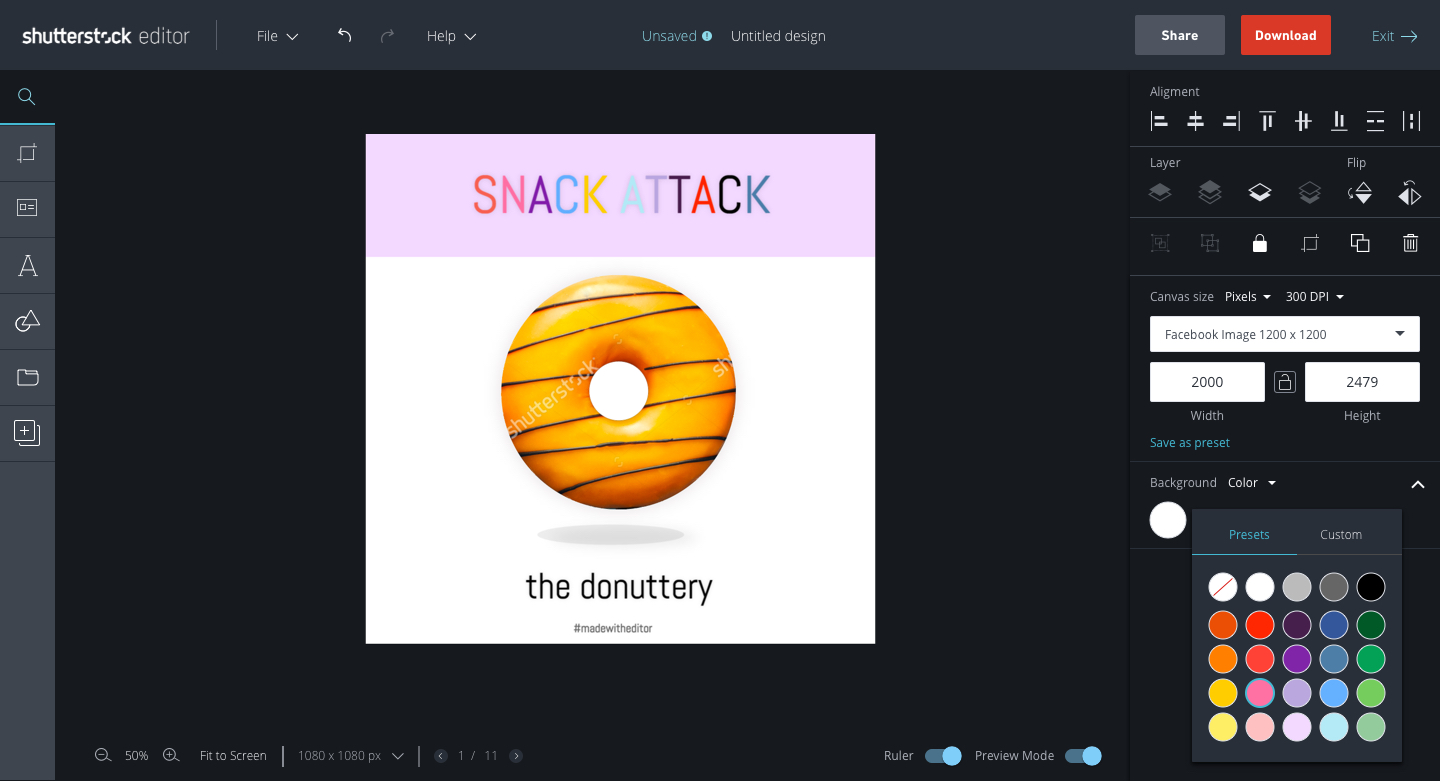 shutterstock editor
File
Help
Unsaved
Untitled design
Share
Download
Exit
SNACK ATTACK
shutterstock
sh
the donuttery
#madewitheditor
Aligment
Layer
Flip
Canvas size Pixels 300 DPI
Facebook Image 1200 x 1200
2000
2479
Width
Height
Save as preset
Background Color
Presets
Custom
50%
Fit to Screen
1080 x 1080 px
1 / 11
Ruler
Preview Mode